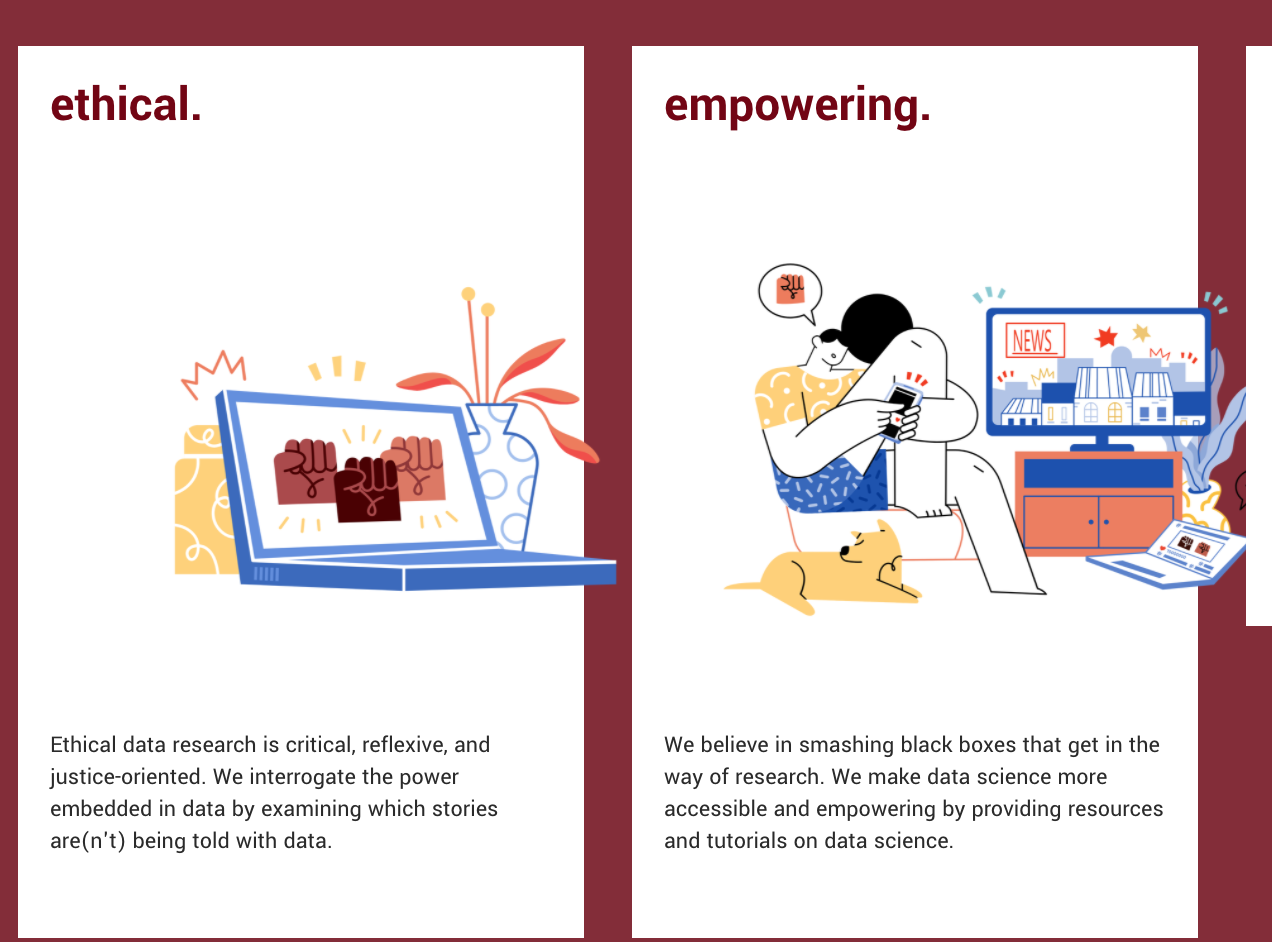 ethical.
Ethical data research is critical, reflexive, and
justice-oriented. We interrogate the power
embedded in data by examining which stories
are(n't) being told with data.
empowering.
NEWS
We believe in smashing black boxes that get in the
way of research. We make data science more
accessible and empowering by providing resources
and tutorials on data science.